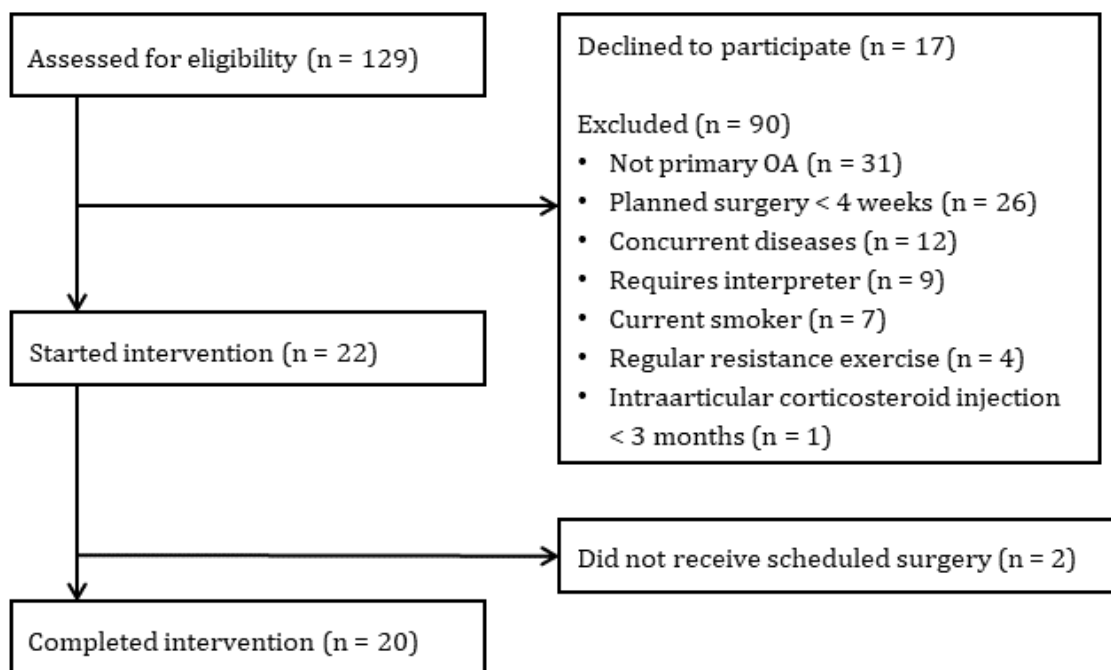 Assessed for eligibility (n = 129)
Declined to participate (n = 17)
Excluded (n = 90)
• Not primary OA (n = 31)
• Planned surgery < 4 weeks (n = 26)
• Concurrent diseases (n = 12)
• Requires interpreter (n = 9)
• Current smoker (n = 7)
• Regular resistance exercise (n = 4)
• Intraarticular corticosteroid injection
< 3 months (n = 1)
Started intervention (n = 22)
Did not receive scheduled surgery (n = 2)
Completed intervention (n = 20)